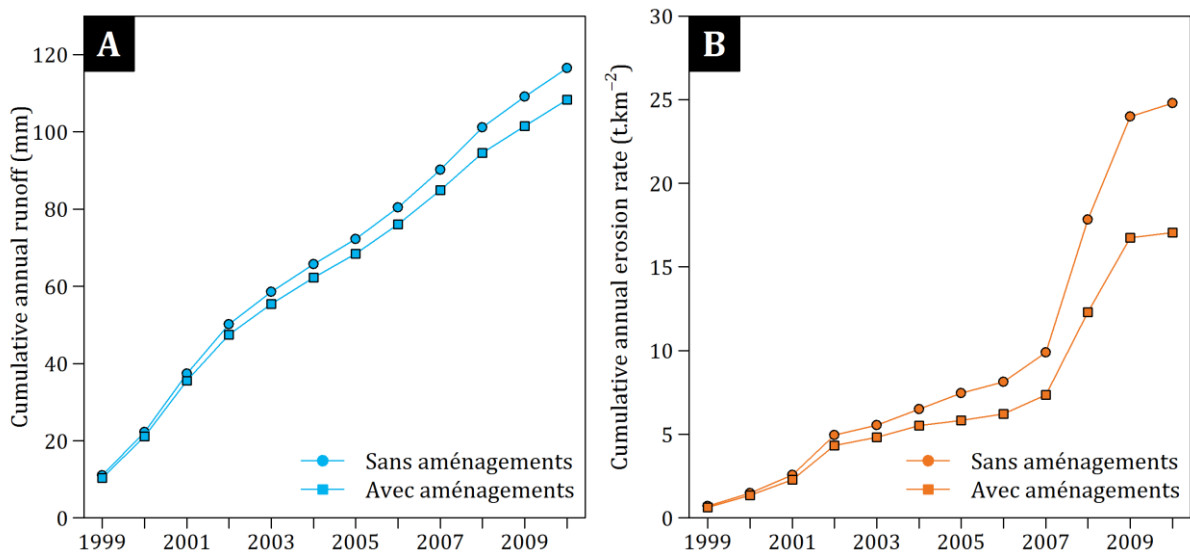 A
Cumulative annual runoff (mm)
120
100
80
60
40
20
0
Sans aménagements
Avec aménagements
1999 2001 2003 2005 2007 2009
B
Cumulative annual erosion rate (t.km⁻²)
30
25
20
15
10
5
0
Sans aménagements
Avec aménagements
1999 2001 2003 2005 2007 2009